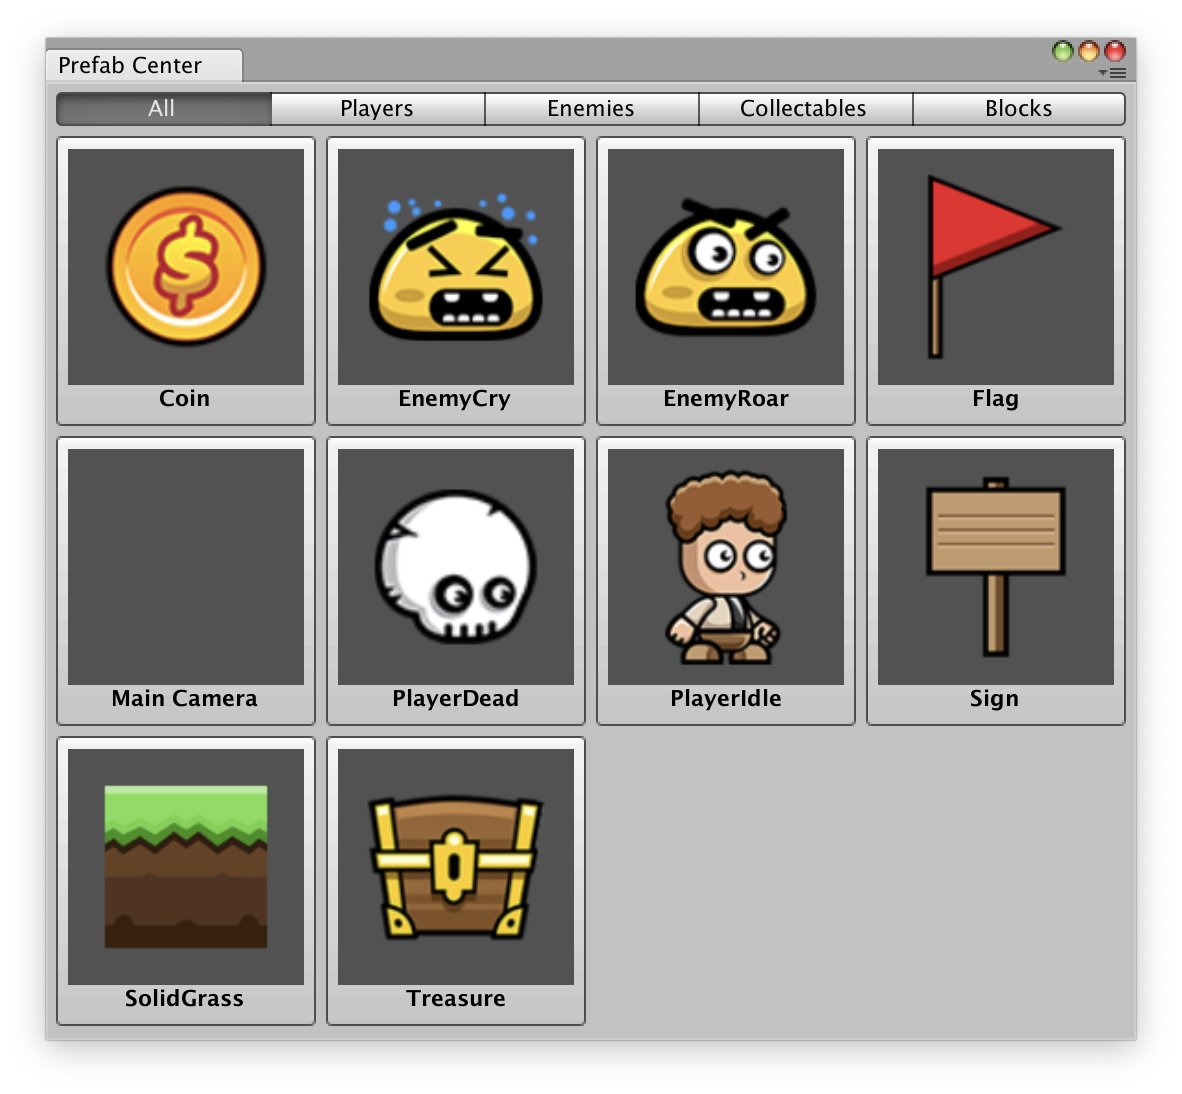 Prefab Center
All Players Enemies Collectables Blocks
Coin EnemyCry EnemyRoar Flag
Main Camera PlayerDead PlayerIdle Sign
SolidGrass Treasure